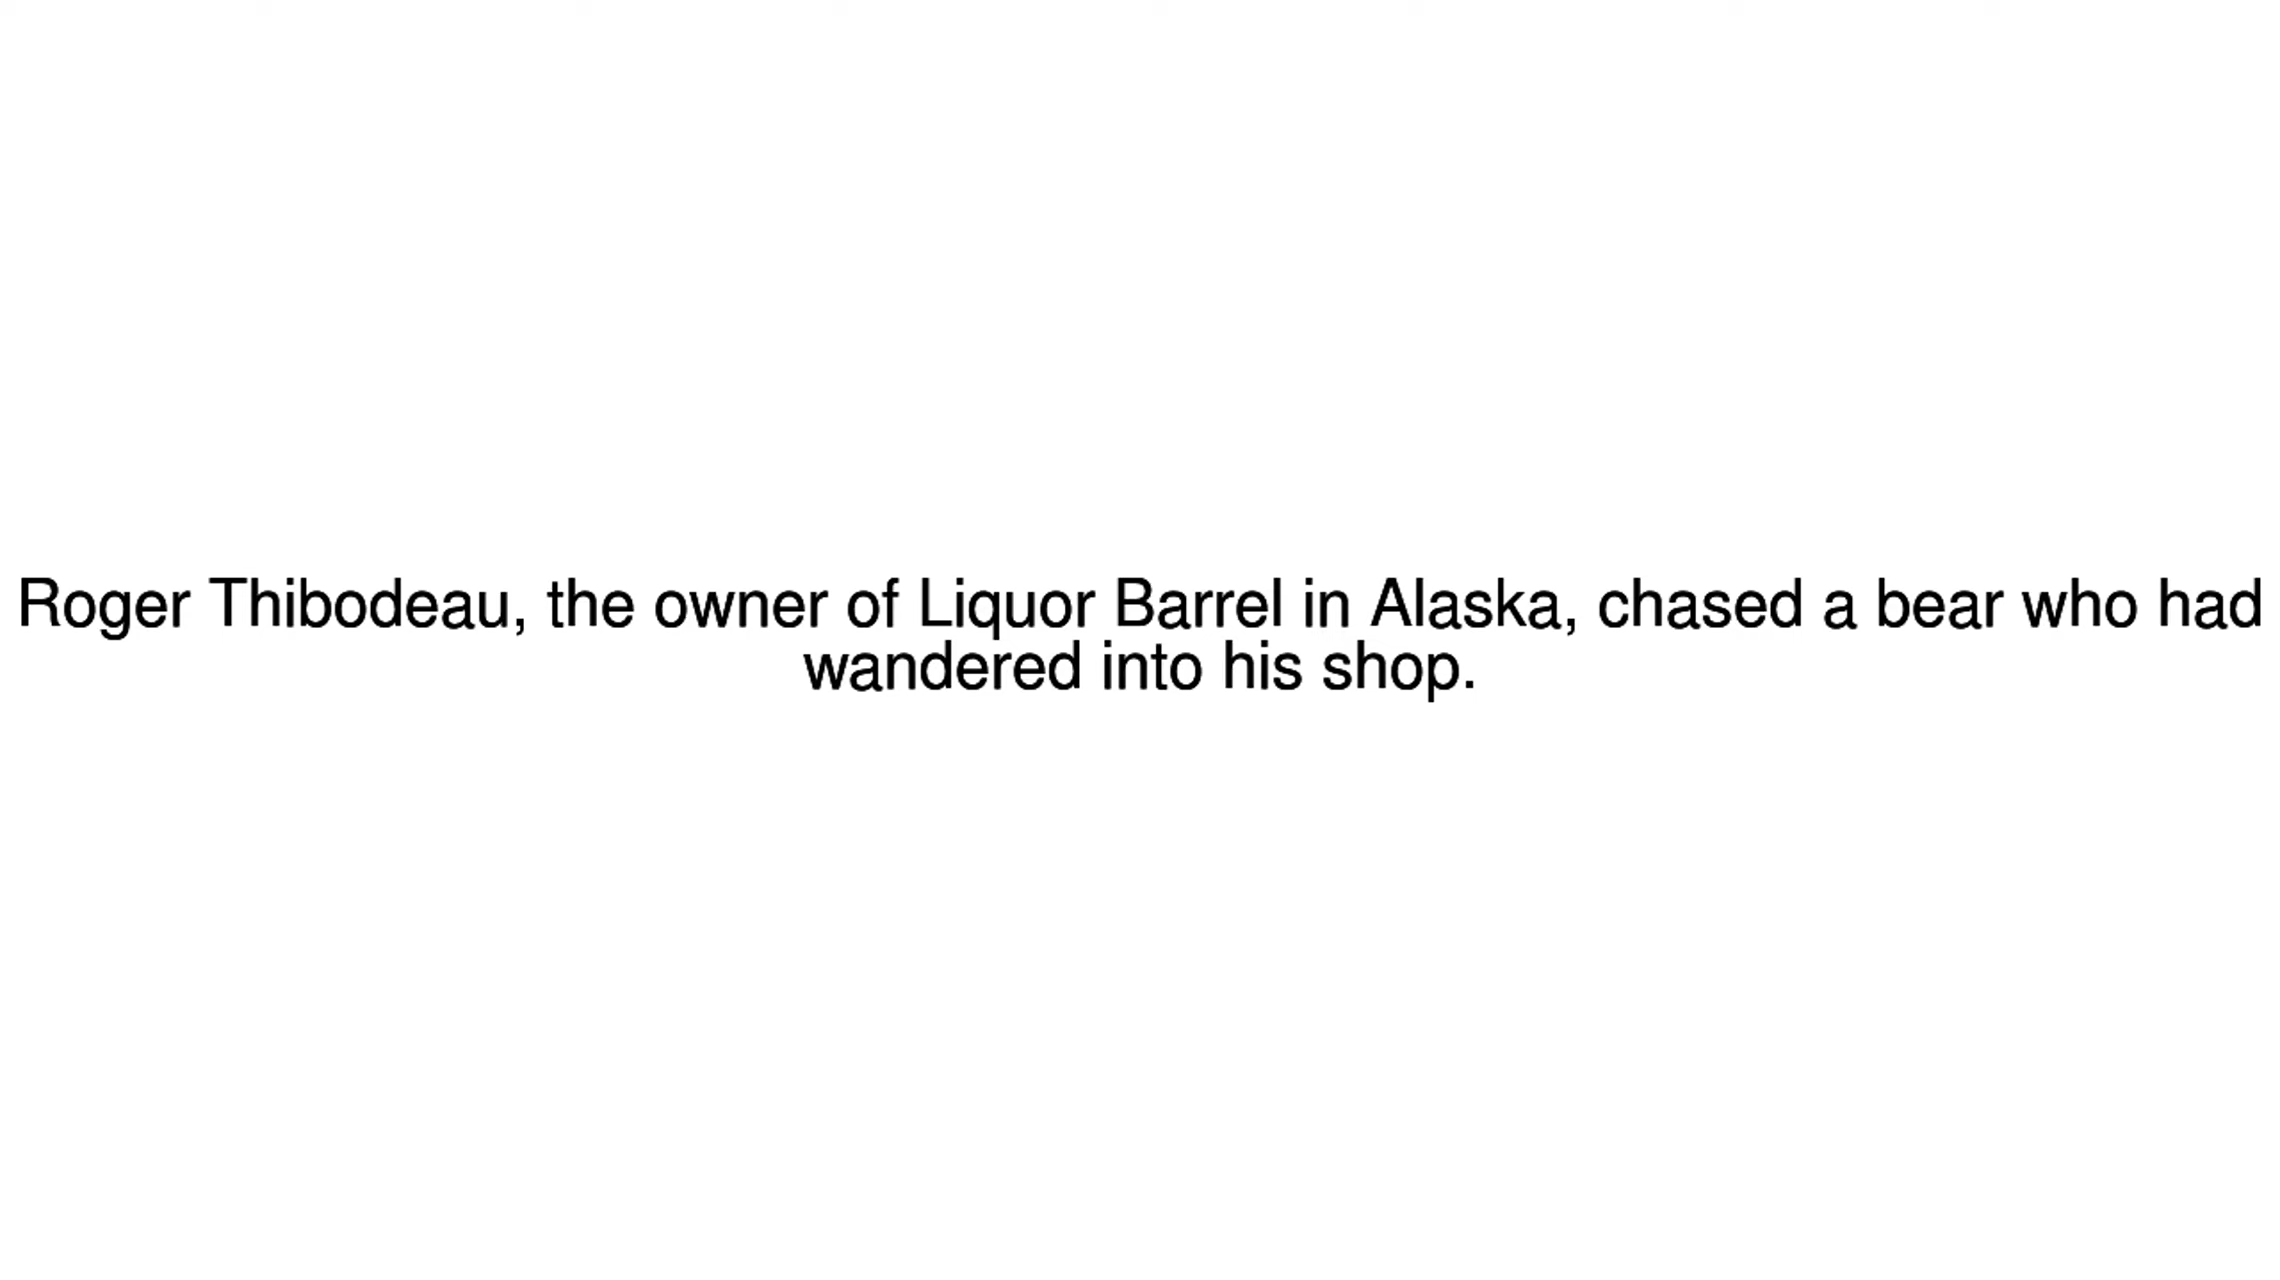 Roger Thibodeau, the owner of Liquor Barrel in Alaska, chased a bear who had
wandered into his shop.